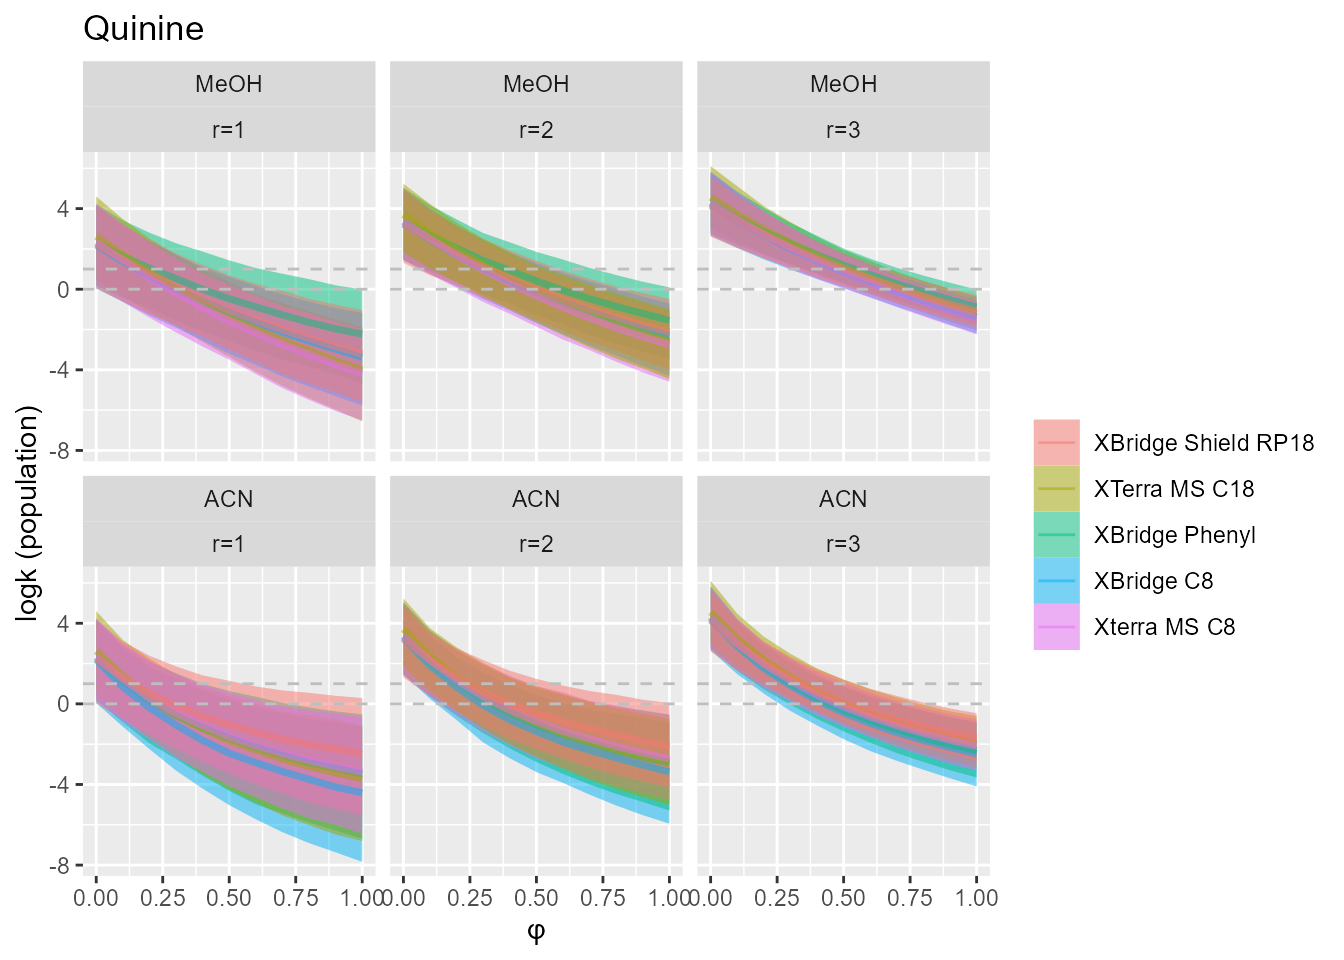 Quinine
MeOH MeOH MeOH
r=1 r=2 r=3
4
0
-4
-8
logk (population)
ACN ACN ACN
r=1 r=2 r=3
4
0
-4
-8
0.00 0.25 0.50 0.75 1.00 0.00 0.25 0.50 0.75 1.00 0.00 0.25 0.50 0.75 1.00
φ
XBridge Shield RP18
XTerra MS C18
XBridge Phenyl
XBridge C8
Xterra MS C8